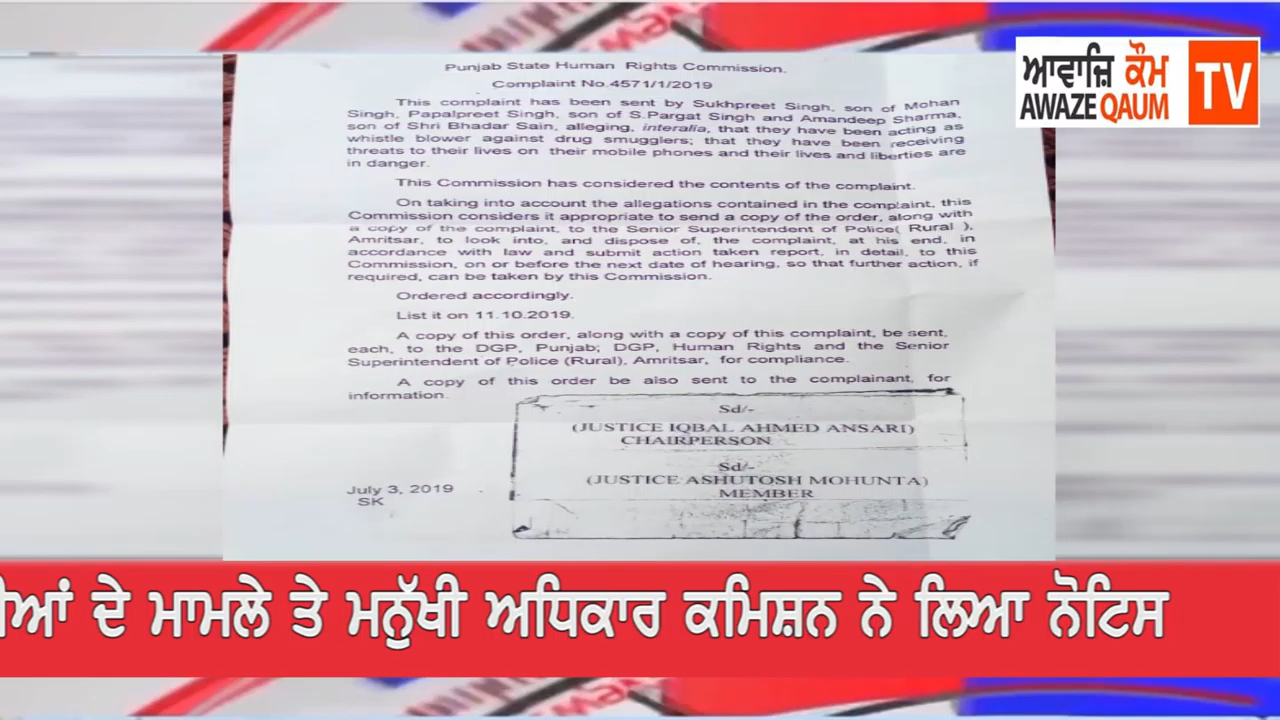 Punjab State Human Rights Commission.
Complaint No.4571/1/2019
This complaint has been sent by Sukhpreet Singh, son of Mohan
Singh, Papalpreet Singh, son of S.Pargat Singh and Amandeep Sharma,
son of Shri Bhadar Sain, alleging, interalia, that they have been acting as
whistle blower against drug smugglers; that they have been receiving
threats to their lives on their mobile phones and their lives and liberties are
in danger.
This Commission has considered the contents of the complaint.
On taking into account the allegations contained in the complaint, this
Commission considers it appropriate to send a copy of the order, along with
a copy of the complaint, to the Senior Superintendent of Police( Rural ),
Amritsar, to look into, and dispose of, the complaint, at his end, in
accordance with law and submit action taken report, in detail, to this
Commission, on or before the next date of hearing, so that further action, if
required, can be taken by this Commission.
Ordered accordingly.
List it on 11.10.2019.
A copy of this order, along with a copy of this complaint, be sent,
each, to the DGP, Punjab; DGP, Human Rights and the Senior
Superintendent of Police (Rural), Amritsar, for compliance.
A copy of this order be also sent to the complainant, for
information.
Sd/-
(JUSTICE IQBAL AHMED ANSARI)
CHAIRPERSON
Sd/-
(JUSTICE ASHUTOSH MOHUNTA)
MEMBER
July 3, 2019
SK
ਆਵਾਜ਼ਿ ਕੌਮ
AWAZE QAUM
TV
ਦੇ ਮਾਮਲੇ ਤੇ ਮਨੁੱਖੀ ਅਧਿਕਾਰ ਕਮਿਸ਼ਨ ਨੇ ਲਿਆ ਨੋਟਿਸ